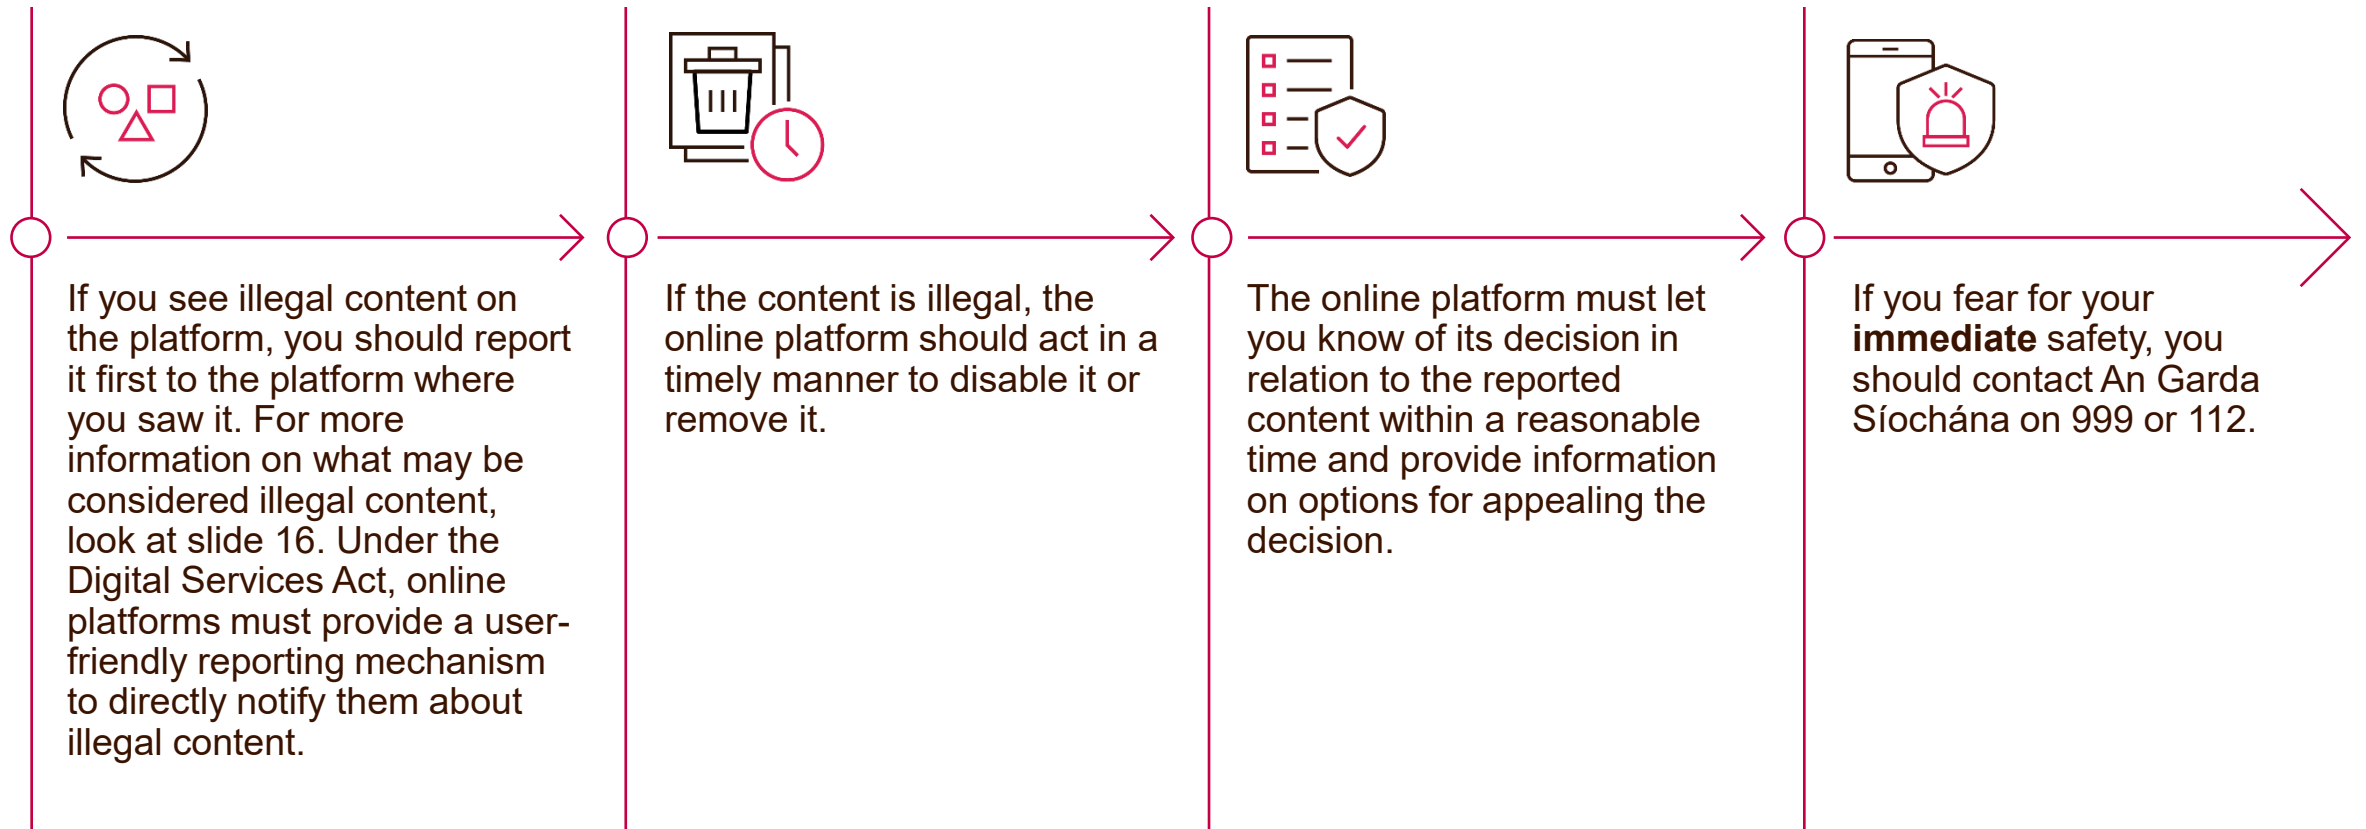 If you see illegal content on
the platform, you should report
it first to the platform where
you saw it. For more
information on what may be
considered illegal content,
look at slide 16. Under the
Digital Services Act, online
platforms must provide a user-
friendly reporting mechanism
to directly notify them about
illegal content.
If the content is illegal, the
online platform should act in a
timely manner to disable it or
remove it.
The online platform must let
you know of its decision in
relation to the reported
content within a reasonable
time and provide information
on options for appealing the
decision.
If you fear for your
immediate safety, you
should contact An Garda
Síochána on 999 or 112.